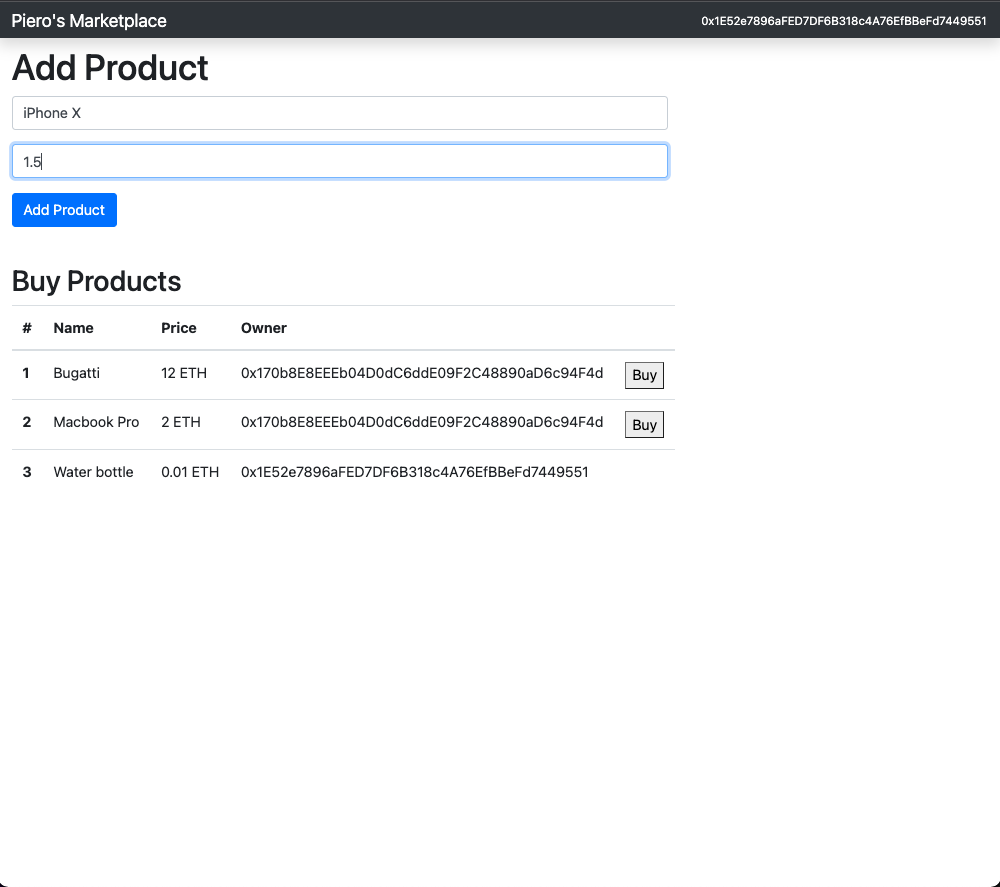 Piero's Marketplace 0x1E52e7896aFED7DF6B318c4A76EfBBeFd7449551
Add Product
iPhone X
1.5
Add Product
Buy Products
# Name Price Owner
1 Bugatti 12 ETH 0x170b8E8EEEb04D0dC6ddE09F2C48890aD6c94F4d Buy
2 Macbook Pro 2 ETH 0x170b8E8EEEb04D0dC6ddE09F2C48890aD6c94F4d Buy
3 Water bottle 0.01 ETH 0x1E52e7896aFED7DF6B318c4A76EfBBeFd7449551